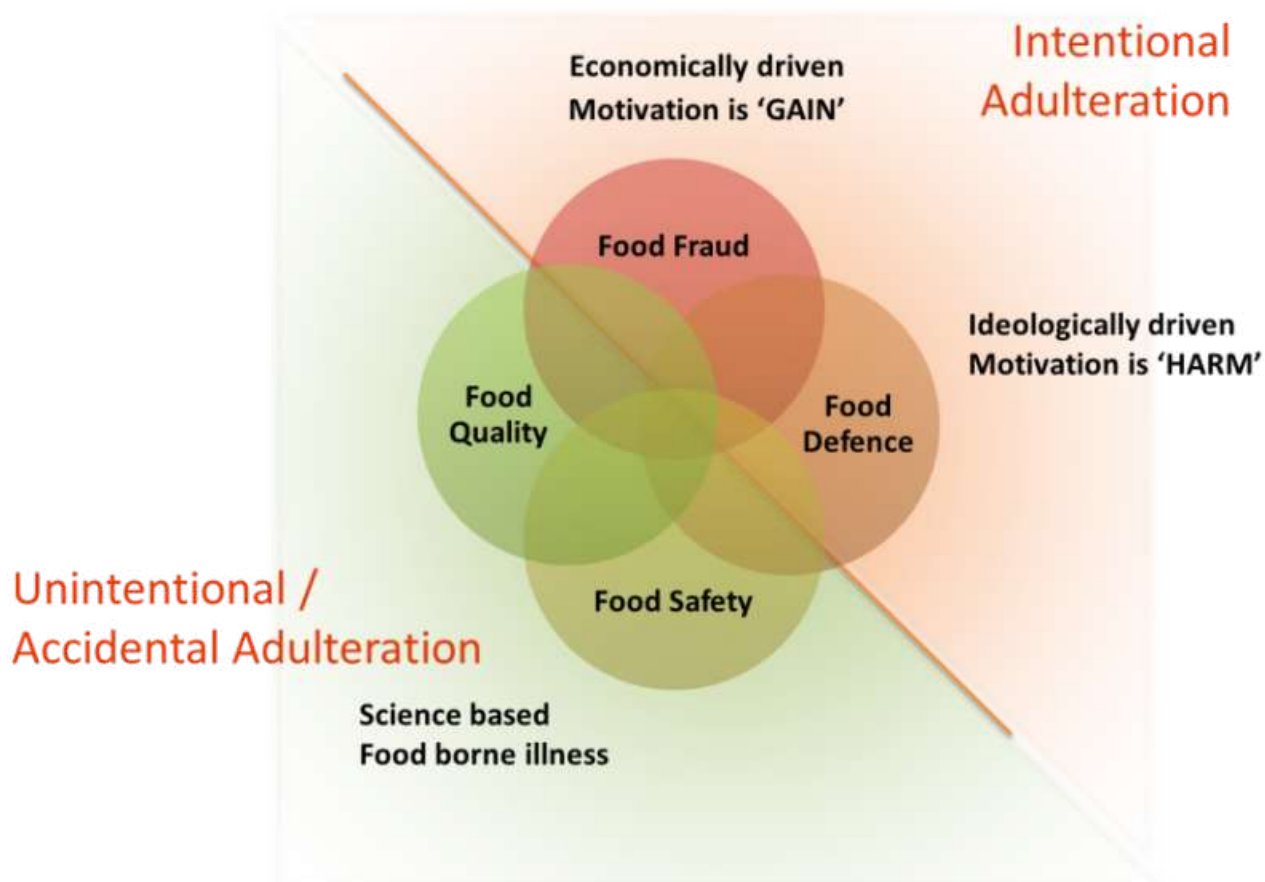 Intentional
Adulteration
Economically driven
Motivation is ‘GAIN’
Food Fraud
Ideologically driven
Motivation is ‘HARM’
Food
Quality
Food
Defence
Food Safety
Unintentional /
Accidental Adulteration
Science based
Food borne illness